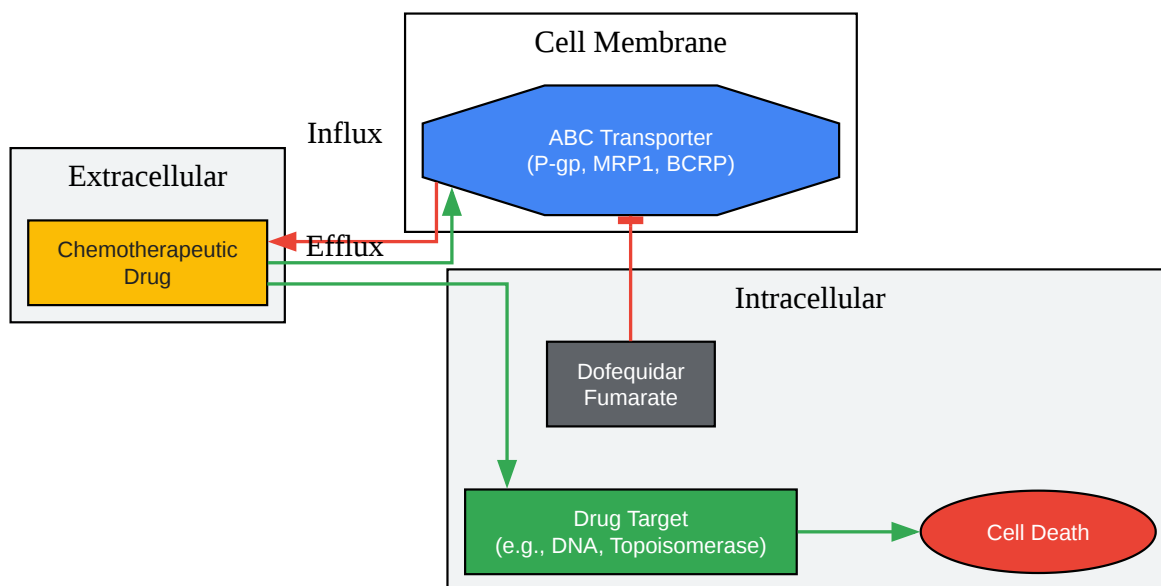 Cell Membrane
ABC Transporter
(P-gp, MRP1, BCRP)
Influx
Extracellular
Chemotherapeutic
Drug
Efflux
Intracellular
Dofequidar
Fumarate
Drug Target
(e.g., DNA, Topoisomerase)
Cell Death